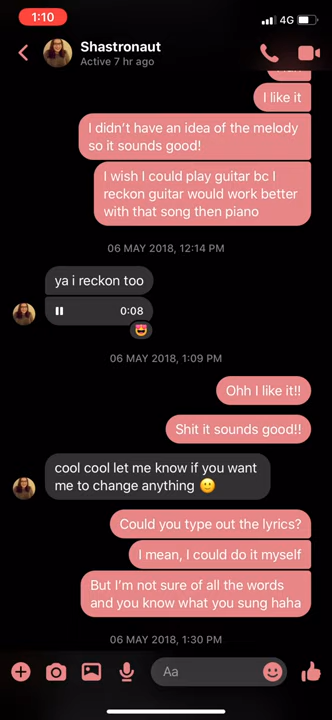 1:10
4G
Shastronaut
Active 7 hr ago
I like it
I didn't have an idea of the melody
so it sounds good!
I wish I could play guitar bc I
reckon guitar would work better
with that song then piano
06 MAY 2018, 12:14 PM
ya i reckon too
0:08
06 MAY 2018, 1:09 PM
Ohh I like it!!
Shit it sounds good!!
cool cool let me know if you want
me to change anything 🙂
Could you type out the lyrics?
I mean, I could do it myself
But I'm not sure of all the words
and you know what you sung haha
06 MAY 2018, 1:30 PM
Aa